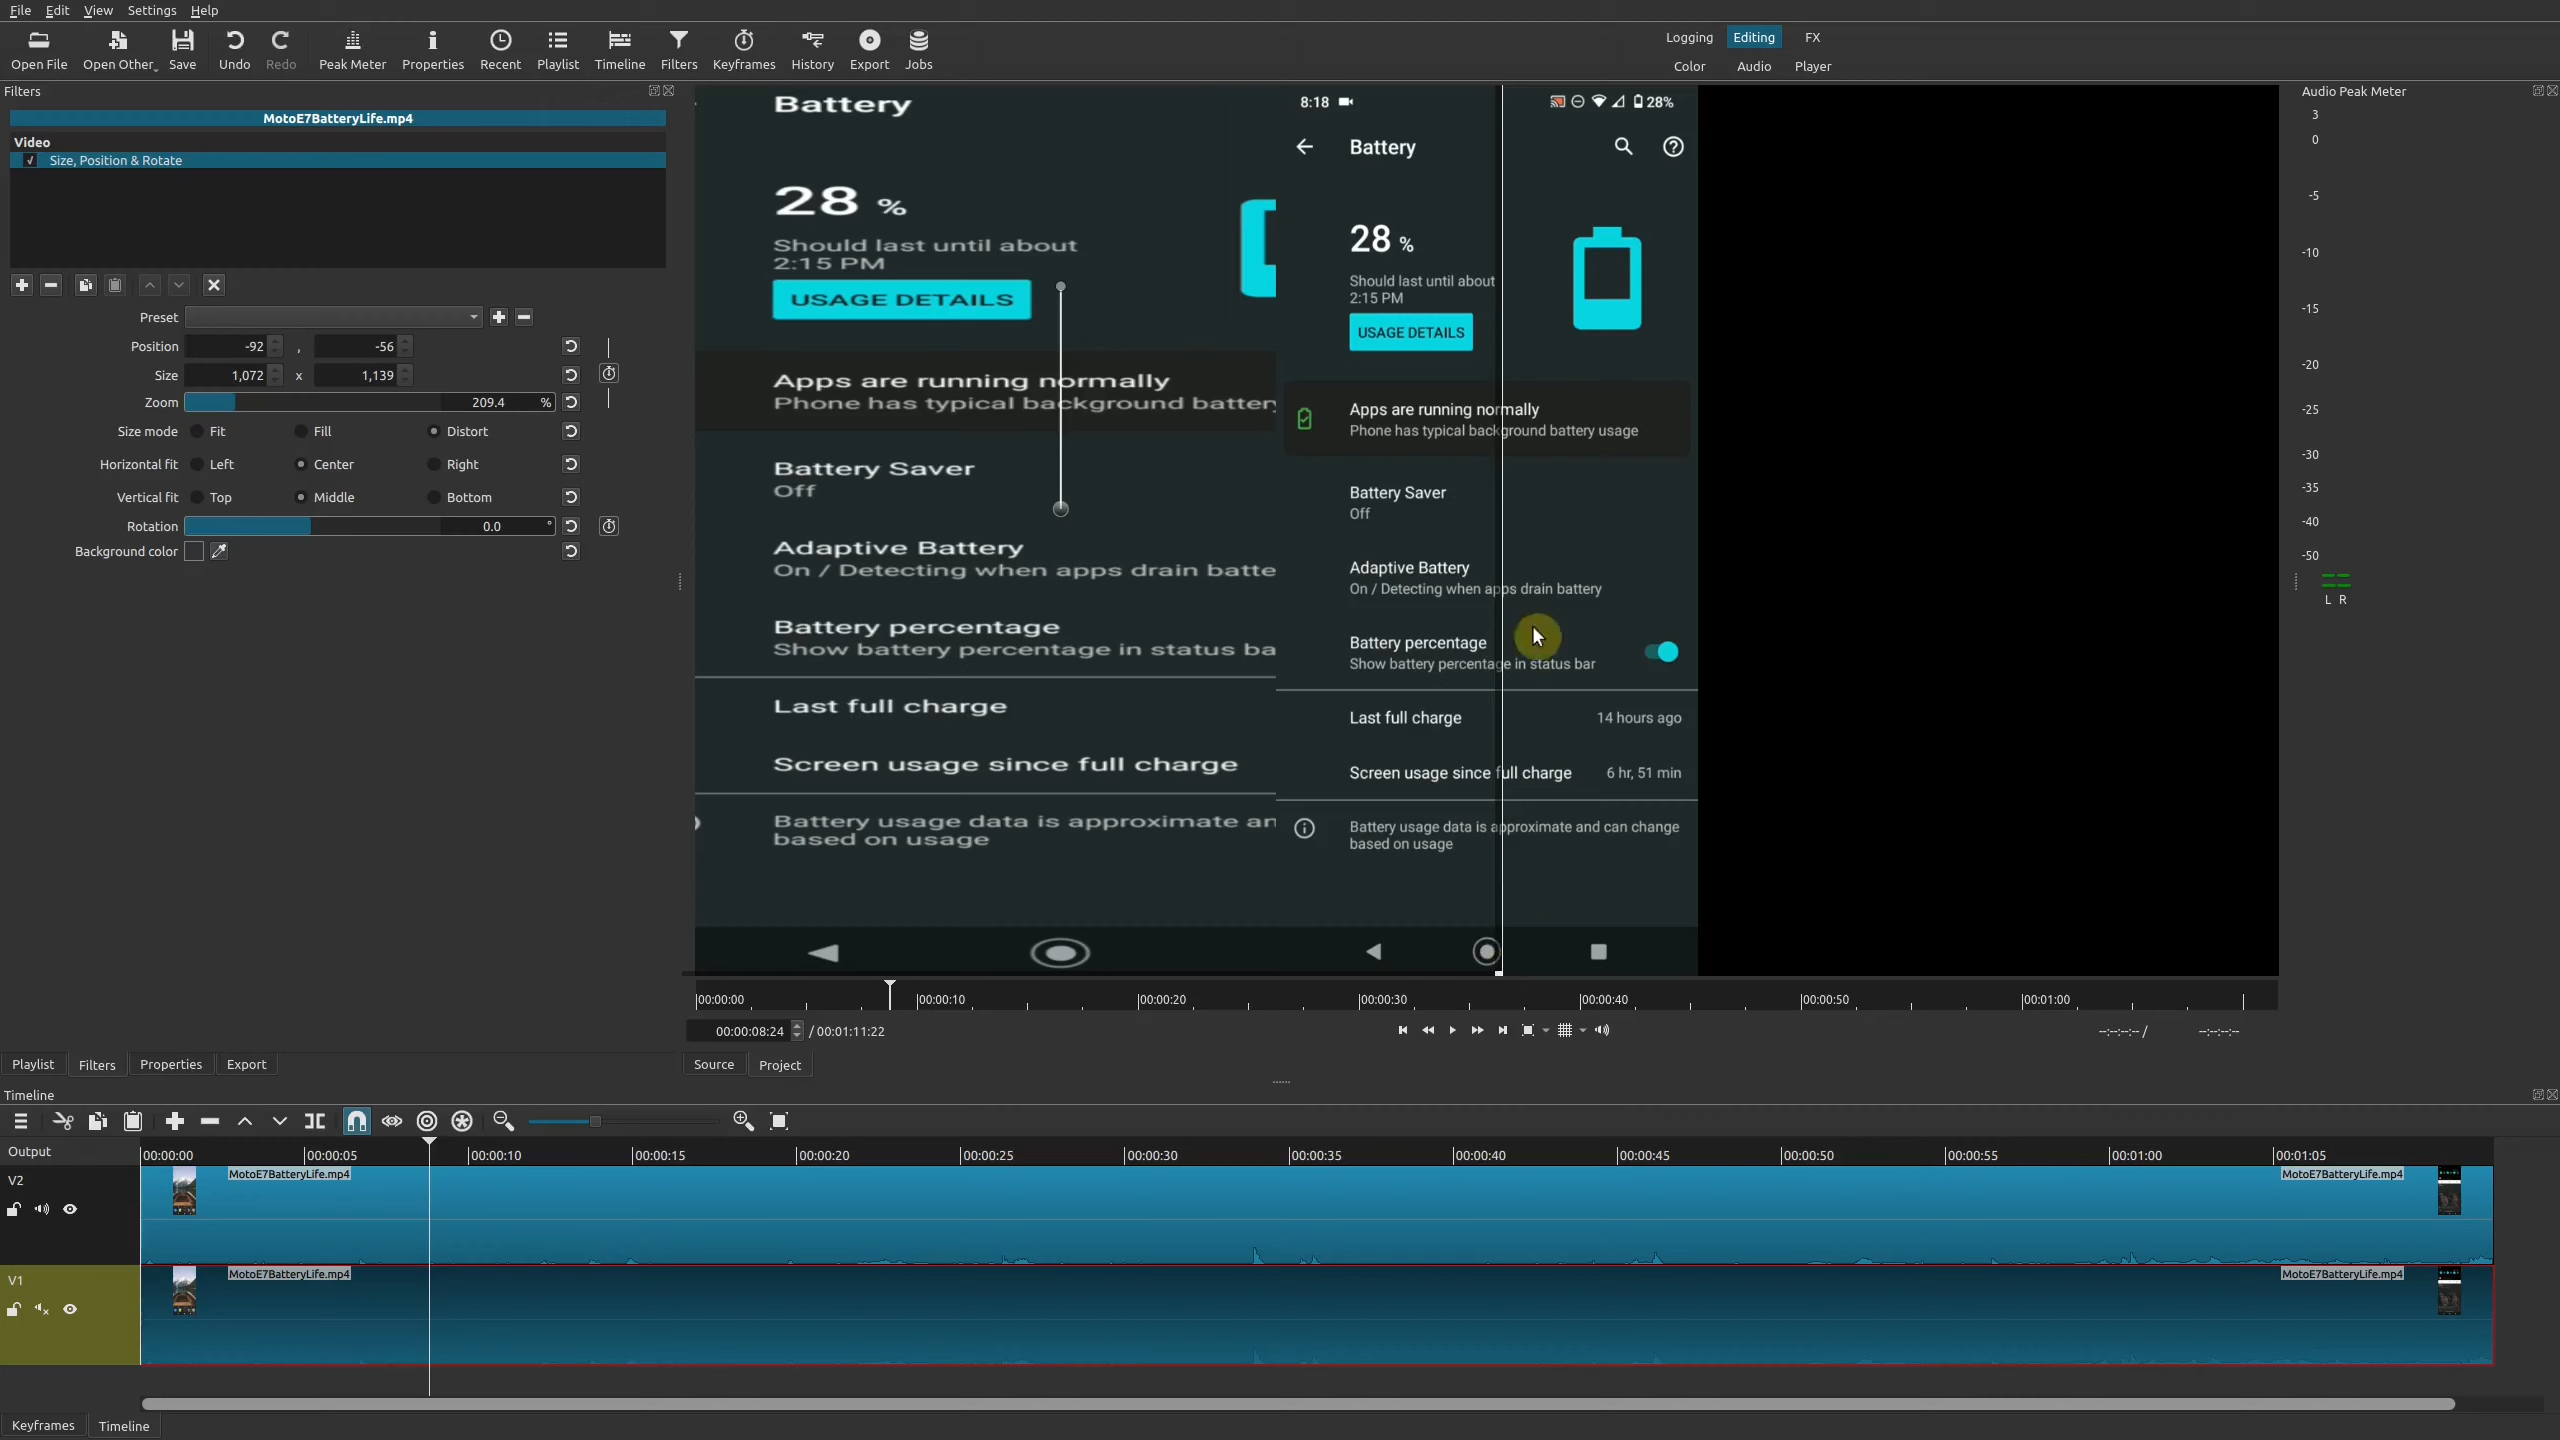 File Edit View Settings Help
Open File Open Other Save Undo Redo Peak Meter Properties Recent Playlist Timeline Filters Keyframes History Export Jobs
Logging Editing FX
Color Audio Player
Filters
MotoE7BatteryLife.mp4
Video
Size, Position & Rotate
Preset
Position -92 , -56
Size 1,072 x 1,139
Zoom 209.4 %
Size mode Fit Fill Distort
Horizontal fit Left Center Right
Vertical fit Top Middle Bottom
Rotation 0.0 °
Background color
Battery
28 %
Should last until about
2:15 PM
USAGE DETAILS
Apps are running normally
Phone has typical background battery
Battery Saver
Off
Adaptive Battery
On / Detecting when apps drain batte
Battery percentage
Show battery percentage in status ba
Last full charge
Screen usage since full charge
Battery usage data is approximate an
based on usage
8:18 28%
Battery
28 %
Should last until about
2:15 PM
USAGE DETAILS
Apps are running normally
Phone has typical background battery usage
Battery Saver
Off
Adaptive Battery
On / Detecting when apps drain battery
Battery percentage
Show battery percentage in status bar
Last full charge 14 hours ago
Screen usage since full charge 6 hr, 51 min
Battery usage data is approximate and can change
based on usage
Audio Peak Meter
3
0
-5
-10
-15
-20
-25
-30
-35
-40
-50
L R
00:00:00 00:00:10 00:00:20 00:00:30 00:00:40 00:00:50 00:01:00
00:00:08:24 / 00:01:11:22 --:--:--:-- / --:--:--:--
Playlist Filters Properties Export
Source Project
Timeline
Output 00:00:00 00:00:05 00:00:10 00:00:15 00:00:20 00:00:25 00:00:30 00:00:35 00:00:40 00:00:45 00:00:50 00:00:55 00:01:00 00:01:05
V2 MotoE7BatteryLife.mp4 MotoE7BatteryLife.mp4
V1 MotoE7BatteryLife.mp4 MotoE7BatteryLife.mp4
Keyframes Timeline